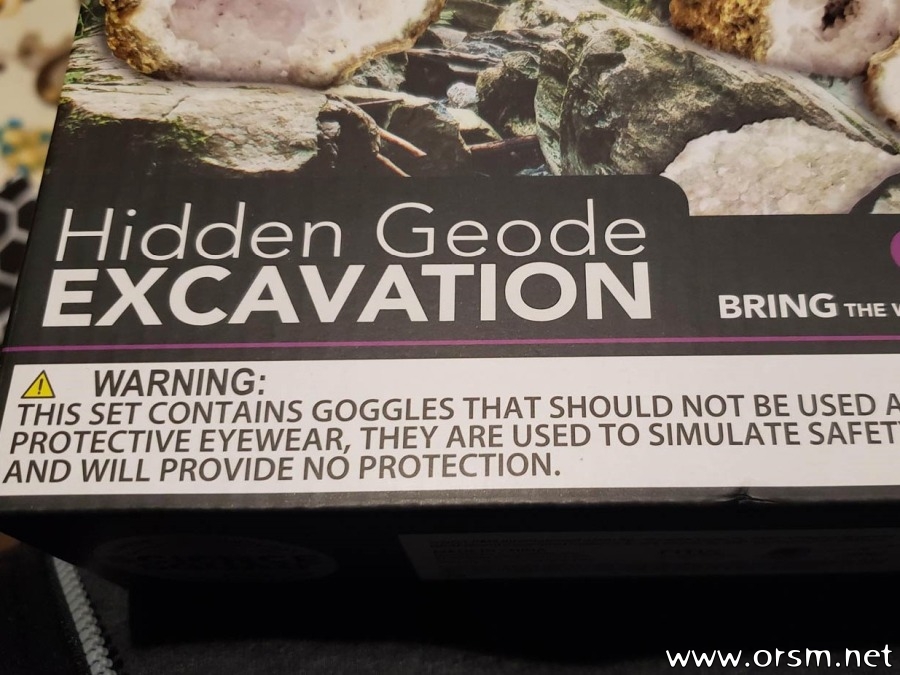 Hidden Geode
EXCAVATION
BRING THE
WARNING:
THIS SET CONTAINS GOGGLES THAT SHOULD NOT BE USED A
PROTECTIVE EYEWEAR, THEY ARE USED TO SIMULATE SAFETY
AND WILL PROVIDE NO PROTECTION.
www.orsm.net